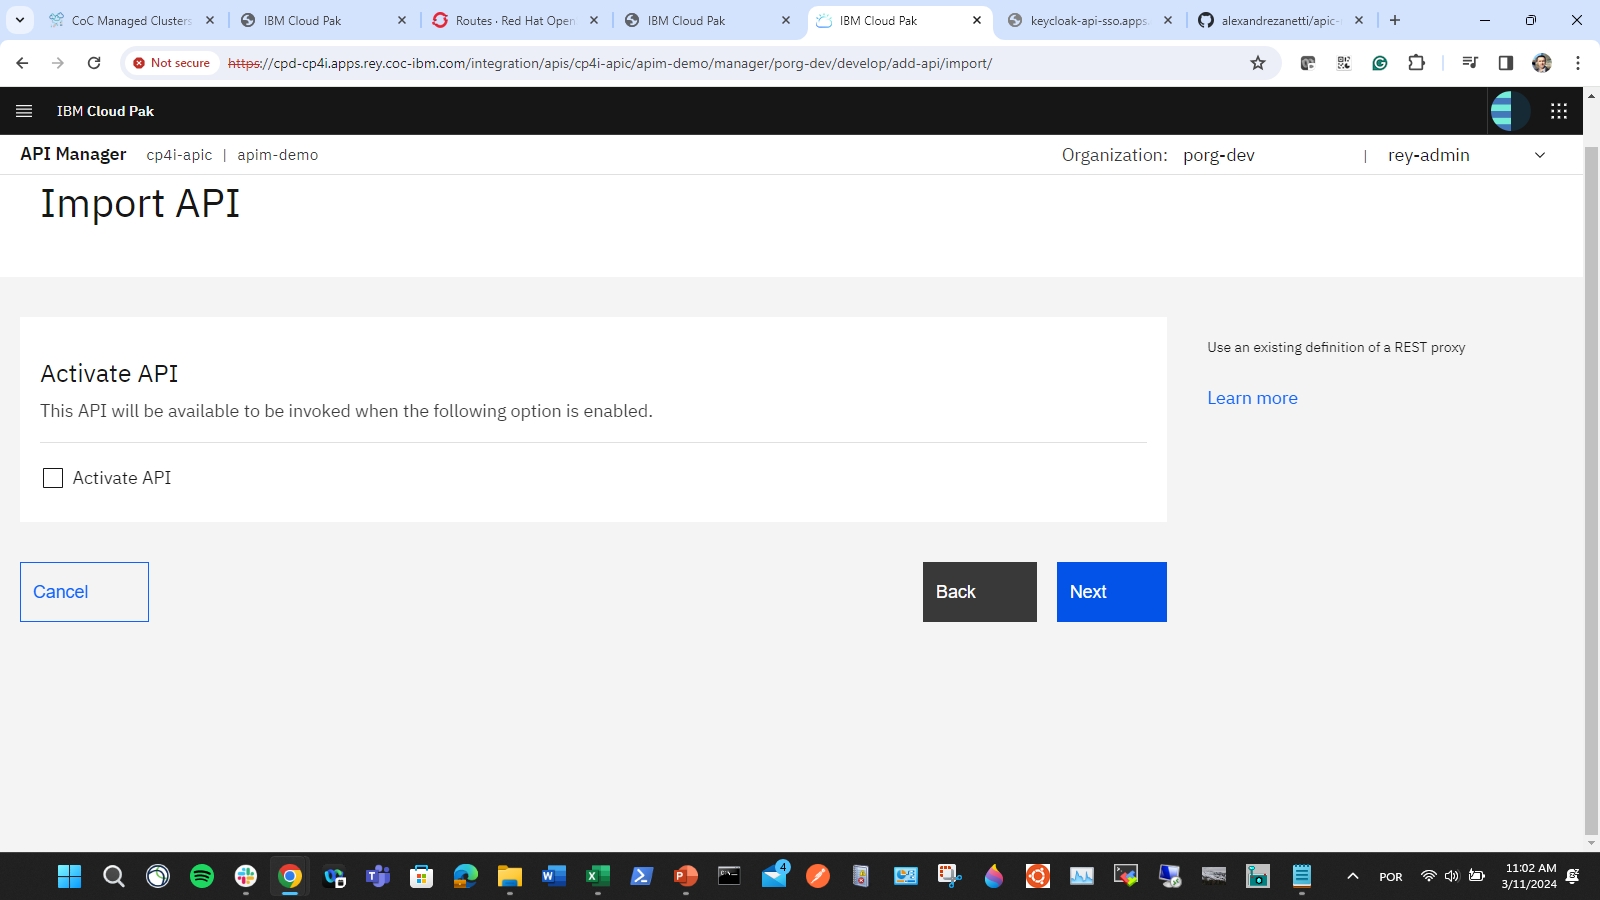 CoC Managed Clusters
IBM Cloud Pak
Routes · Red Hat Open
IBM Cloud Pak
IBM Cloud Pak
keycloak-api-sso.apps.
alexandrezanetti/apic-
Not secure
https://cpd-cp4i.apps.rey.coc-ibm.com/integration/apis/cp4i-apic/apim-demo/manager/porg-dev/develop/add-api/import/
IBM Cloud Pak
API Manager cp4i-apic | apim-demo
Organization: porg-dev | rey-admin
Import API
Activate API
This API will be available to be invoked when the following option is enabled.
Activate API
Use an existing definition of a REST proxy
Learn more
Cancel
Back
Next
4
POR
11:02 AM
3/11/2024